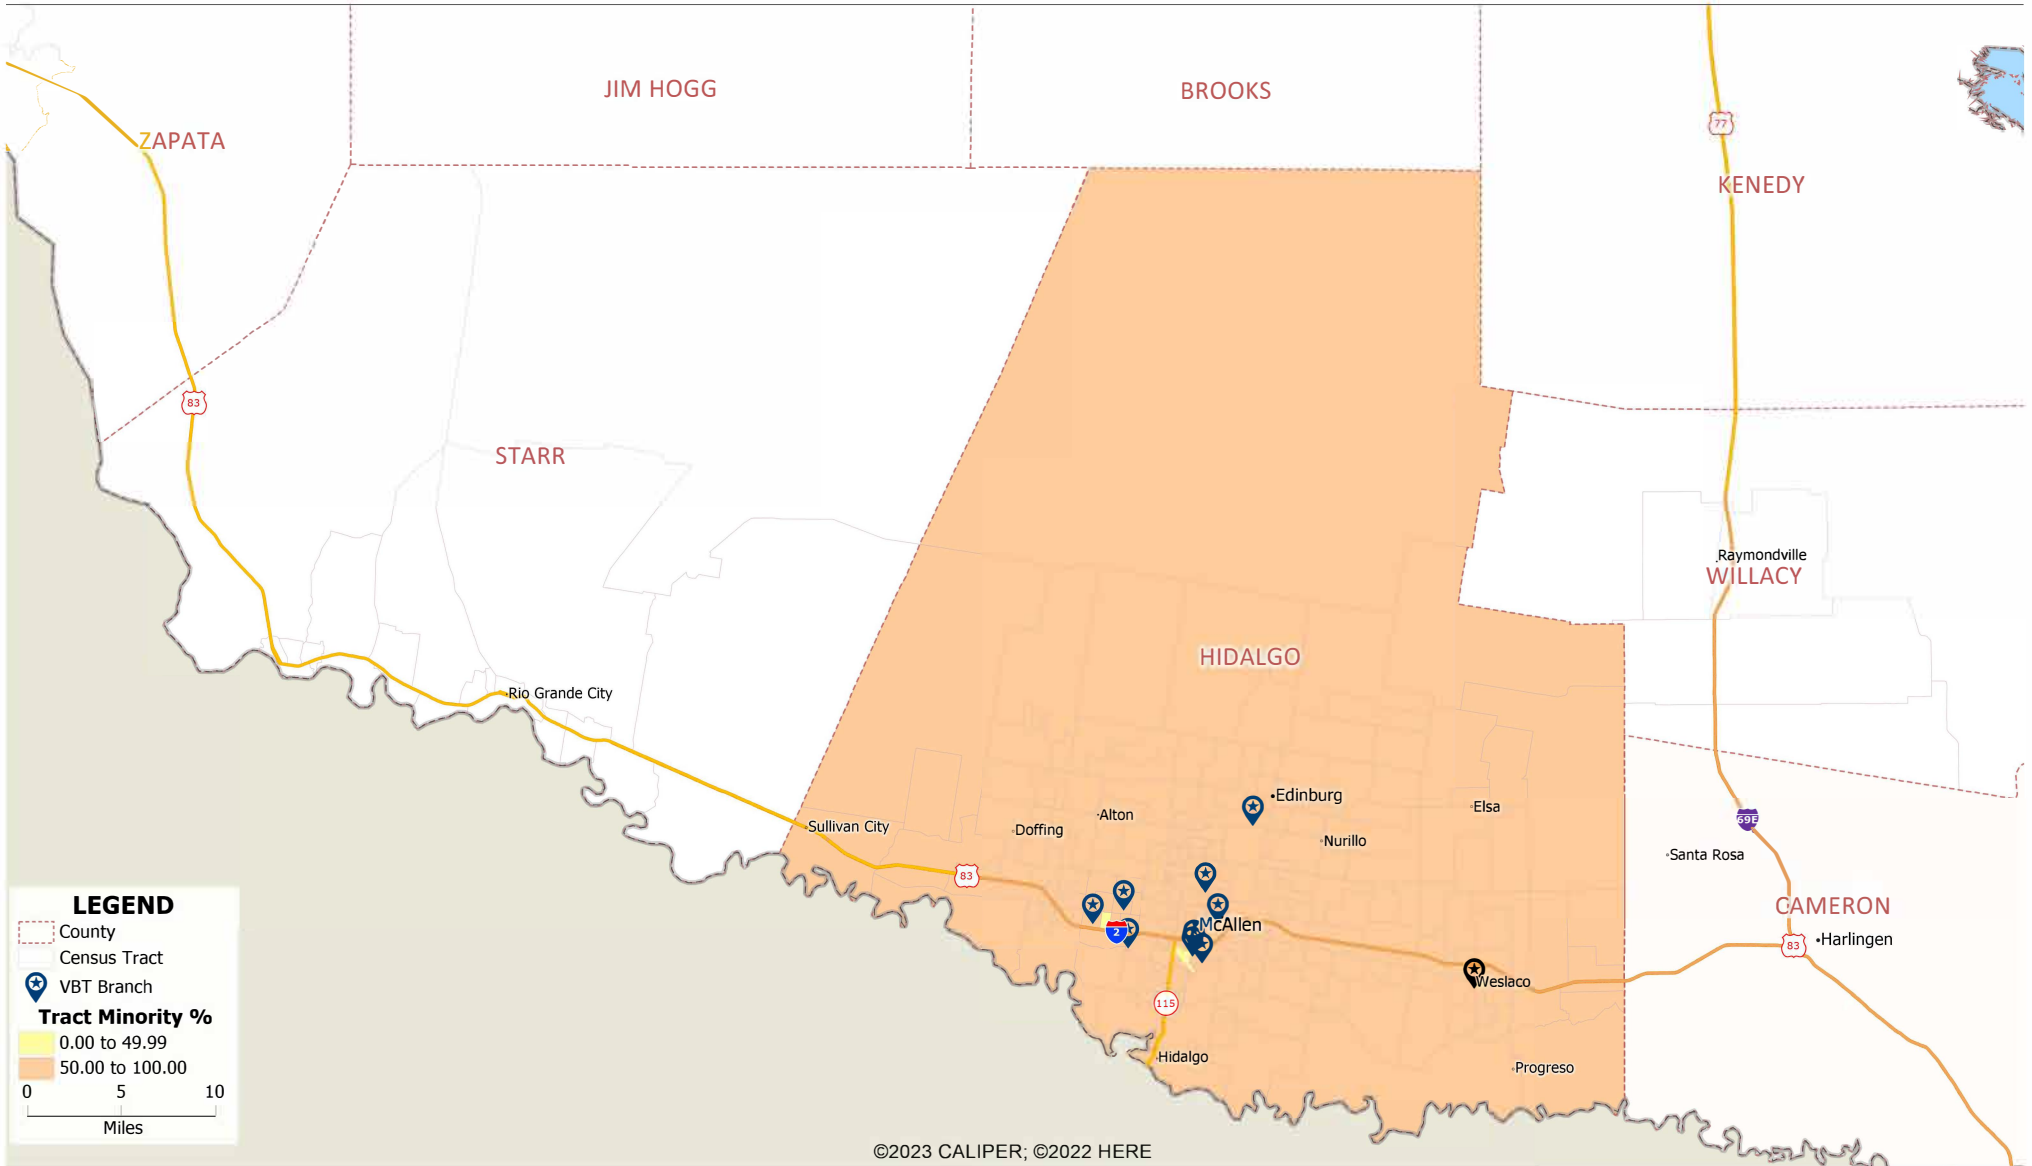 JIM HOGG
BROOKS
77
ZAPATA
KENEDY
83
STARR
Raymondville
WILLACY
HIDALGO
Rio Grande City
Edinburg
Elsa
Alton
69E
Sullivan City
Doffing
Nurillo
Santa Rosa
83
CAMERON
McAllen
2
83
Harlingen
Weslaco
115
Hidalgo
Progreso
LEGEND
County
Census Tract
VBT Branch
Tract Minority %
0.00 to 49.99
50.00 to 100.00
0 5 10
Miles
©2023 CALIPER; ©2022 HERE